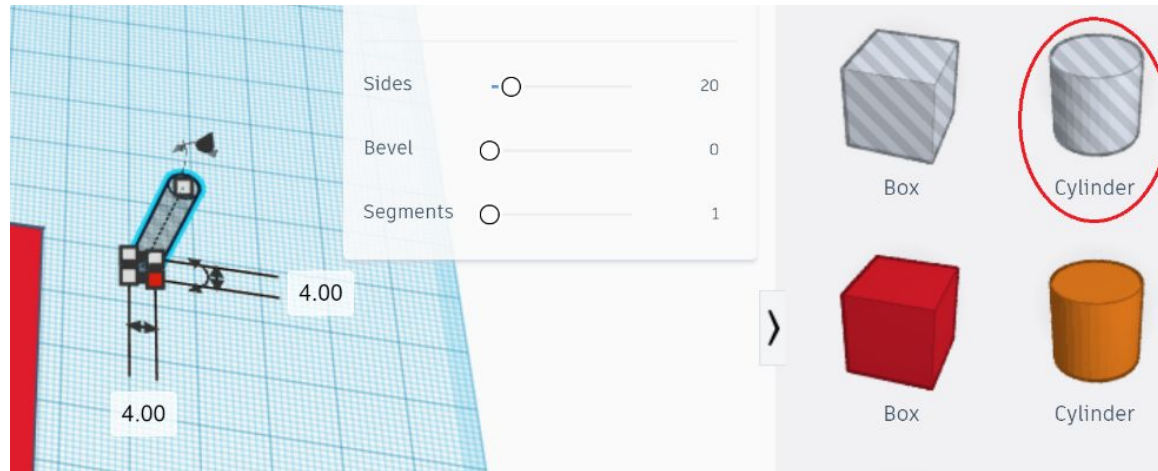 Sides 20
Bevel 0
Segments 1
4.00
4.00
Box Cylinder
Box Cylinder